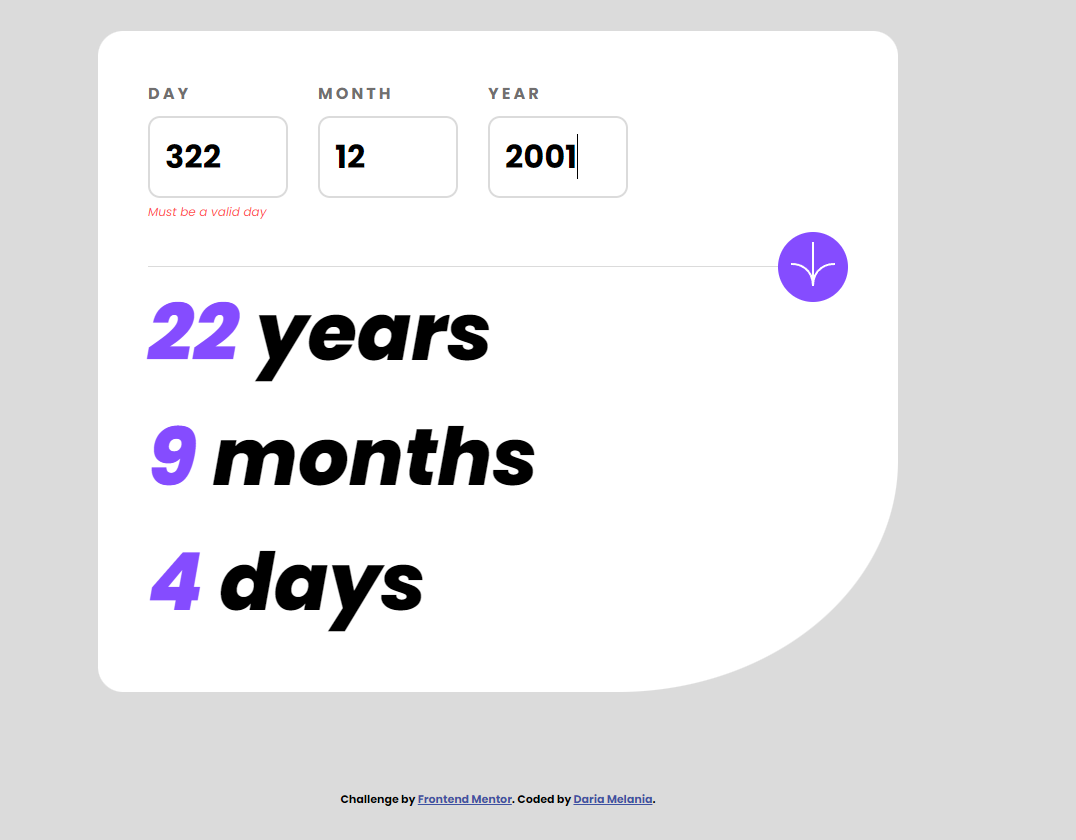 DAY MONTH YEAR
322 12 2001
Must be a valid day
22 years
9 months
4 days
Challenge by Frontend Mentor. Coded by Daria Melania.